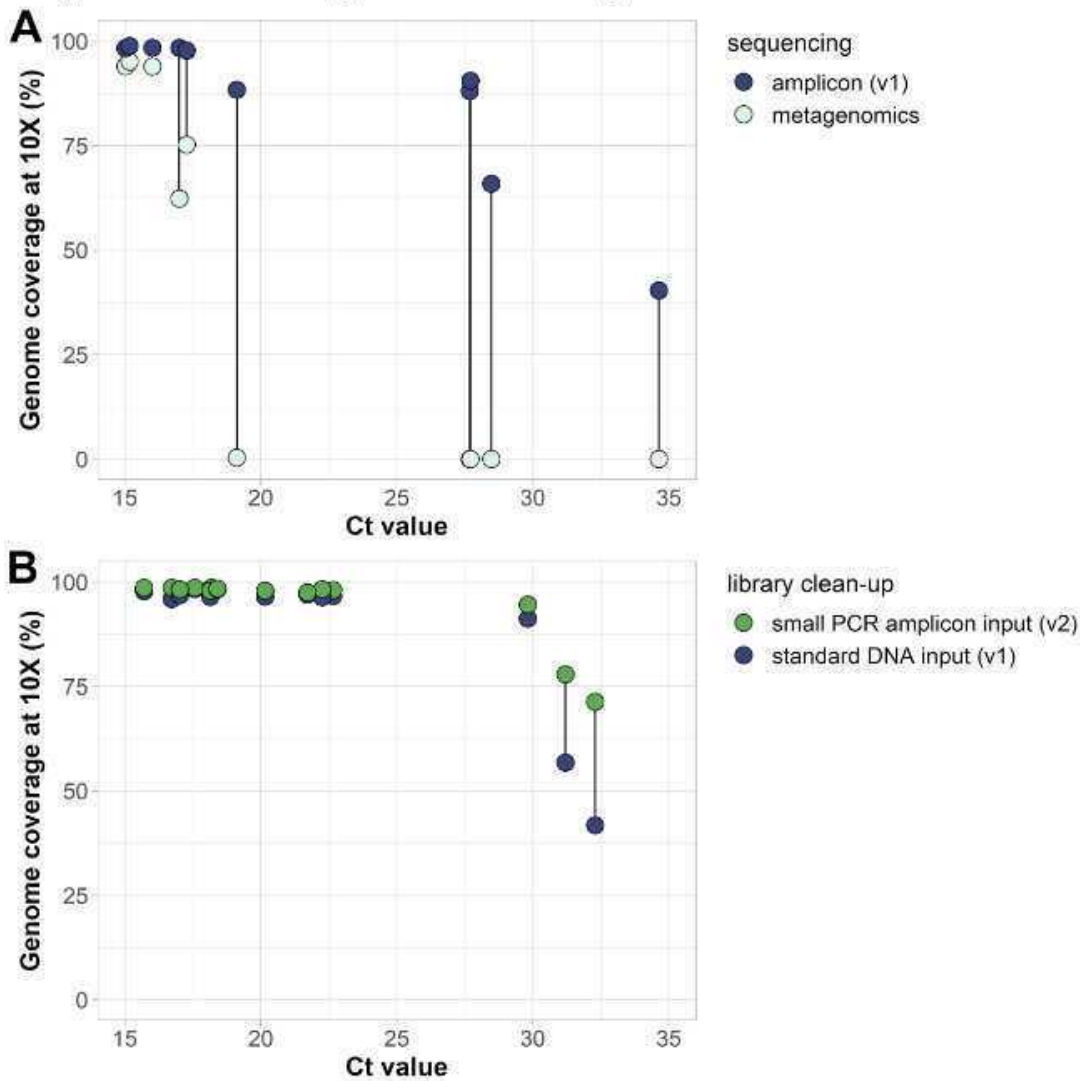 A
Genome coverage at 10X (%)
100
75
50
25
0
15 20 25 30 35
Ct value
sequencing
amplicon (v1)
metagenomics
B
Genome coverage at 10X (%)
100
75
50
25
0
15 20 25 30 35
Ct value
library clean-up
small PCR amplicon input (v2)
standard DNA input (v1)